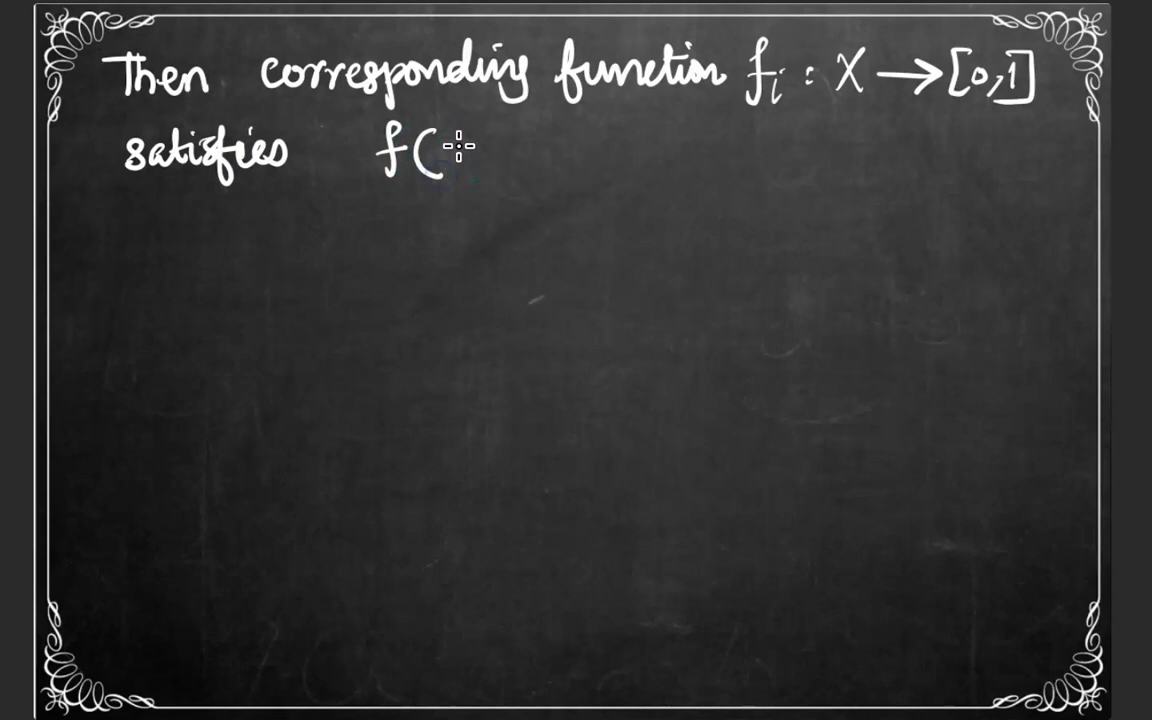 Then corresponding function fi : X → [0,1]
satisfies f(